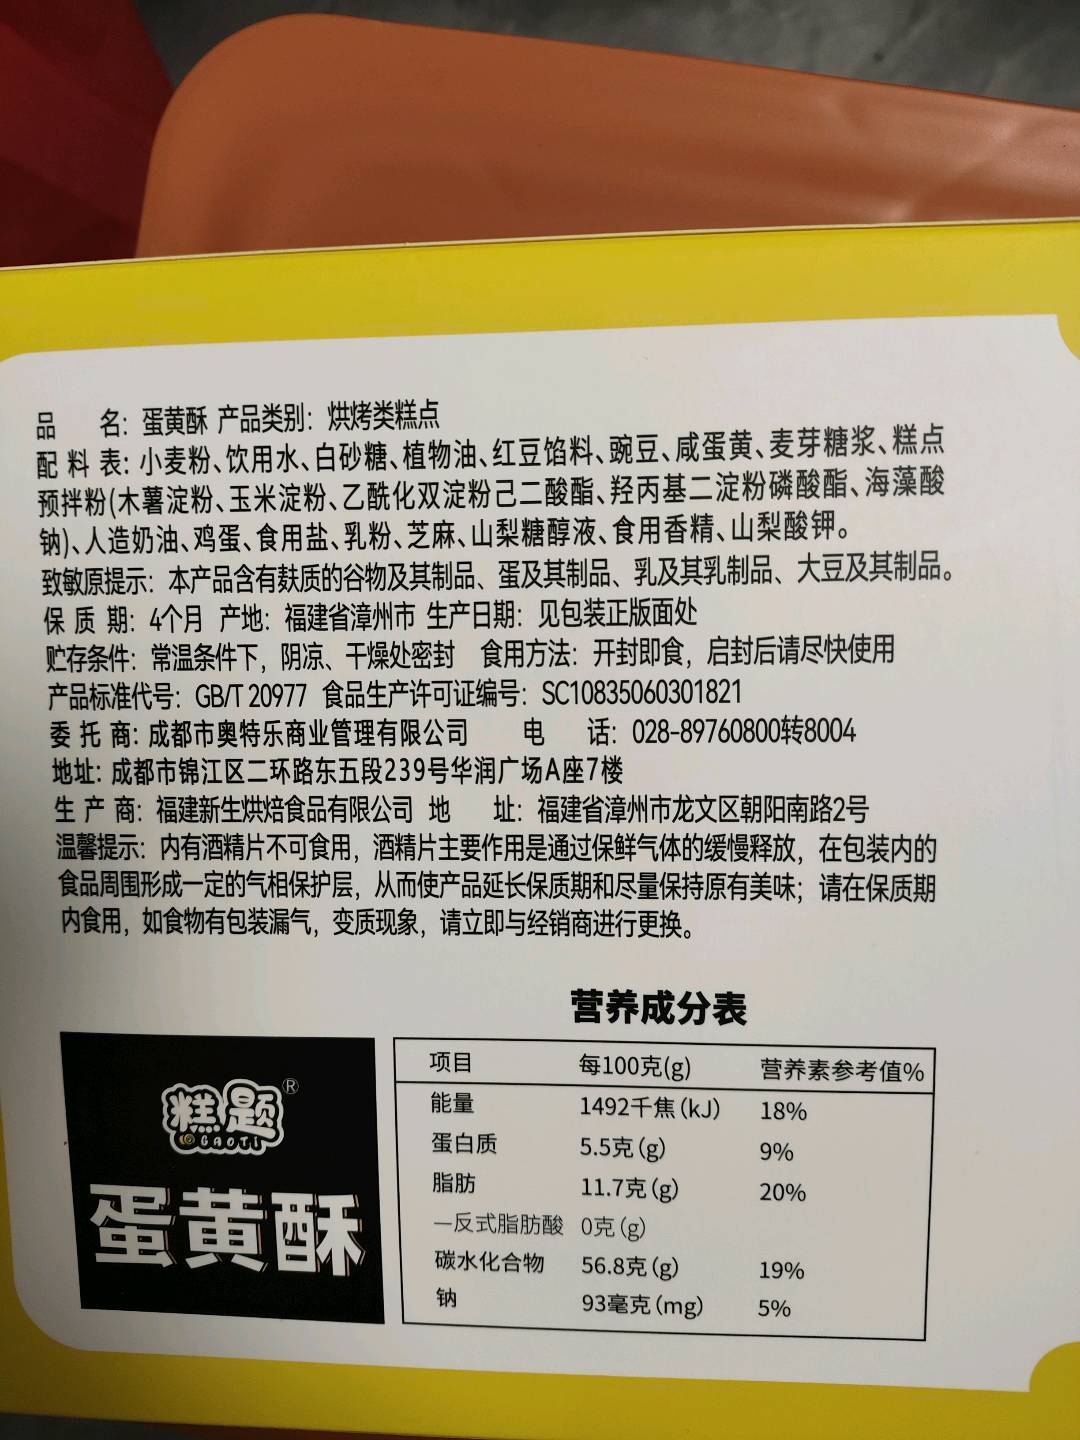 品 名：蛋黄酥 产品类别：烘烤类糕点
配料表：小麦粉、饮用水、白砂糖、植物油、红豆馅料、豌豆、咸蛋黄、麦芽糖浆、糕点
预拌粉(木薯淀粉、玉米淀粉、乙酰化双淀粉己二酸酯、羟丙基二淀粉磷酸酯、海藻酸
钠)、人造奶油、鸡蛋、食用盐、乳粉、芝麻、山梨糖醇液、食用香精、山梨酸钾。
致敏原提示：本产品含有麸质的谷物及其制品、蛋及其制品、乳及其乳制品、大豆及其制品。
保质期：4个月 产地：福建省漳州市 生产日期：见包装正版面处
贮存条件：常温条件下，阴凉、干燥处密封 食用方法：开封即食，启封后请尽快使用
产品标准代号：GB/T 20977 食品生产许可证编号：SC10835060301821
委托商：成都市奥特乐商业管理有限公司 电 话：028-89760800转8004
地址：成都市锦江区二环路东五段239号华润广场A座7楼
生产商：福建新生烘焙食品有限公司 地 址：福建省漳州市龙文区朝阳南路2号
温馨提示：内有酒精片不可食用，酒精片主要作用是通过保鲜气体的缓慢释放，在包装内的
食品周围形成一定的气相保护层，从而使产品延长保质期和尽量保持原有美味；请在保质期
内食用，如食物有包装漏气，变质现象，请立即与经销商进行更换。
营养成分表
项目 每100克(g) 营养素参考值%
能量 1492千焦(kJ) 18%
蛋白质 5.5克(g) 9%
脂肪 11.7克(g) 20%
—反式脂肪酸 0克(g)
碳水化合物 56.8克(g) 19%
钠 93毫克(mg) 5%
糕题®
GAOTI
蛋黄酥